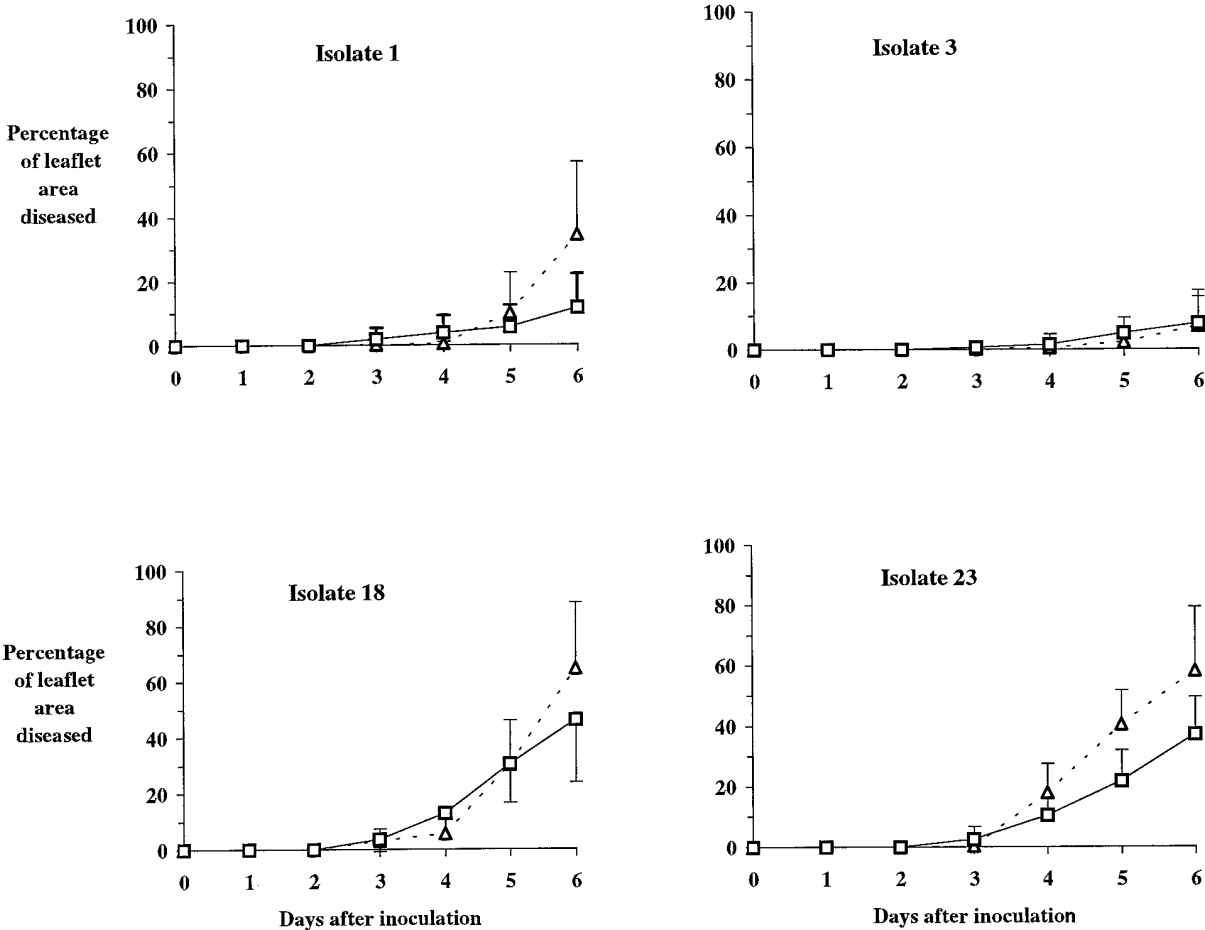 100
80
60
40
20
0
Isolate 1
Percentage
of leaflet
area
diseased
0 1 2 3 4 5 6
100
80
60
40
20
0
Isolate 3
0 1 2 3 4 5 6
100
80
60
40
20
0
Isolate 18
Percentage
of leaflet
area
diseased
0 1 2 3 4 5 6
Days after inoculation
100
80
60
40
20
0
Isolate 23
0 1 2 3 4 5 6
Days after inoculation